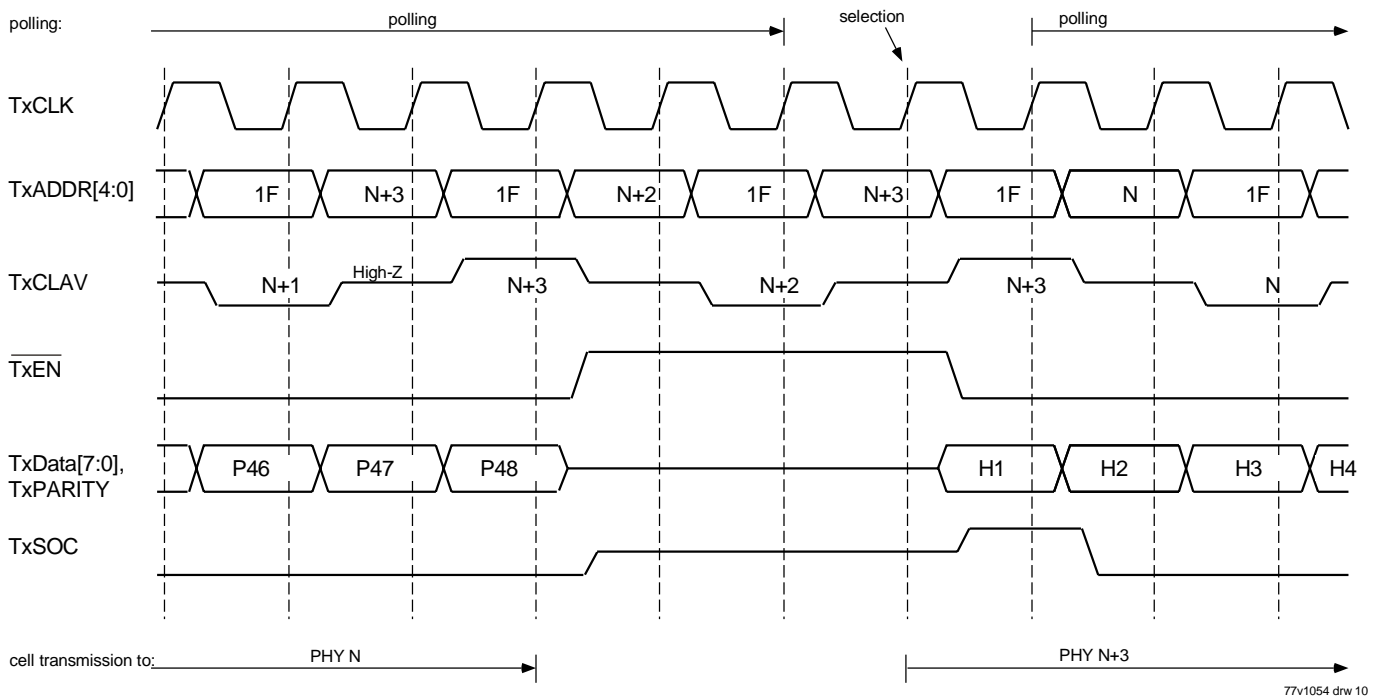 polling:
polling
selection
polling
TxCLK
TxADDR[4:0]
1F
N+3
1F
N+2
1F
N+3
1F
N
1F
TxCLAV
N+1
High-Z
N+3
N+2
N+3
N
TxEN
TxData[7:0],
TxPARITY
P46
P47
P48
H1
H2
H3
H4
TxSOC
cell transmission to:
PHY N
PHY N+3
77v1054 drw 10